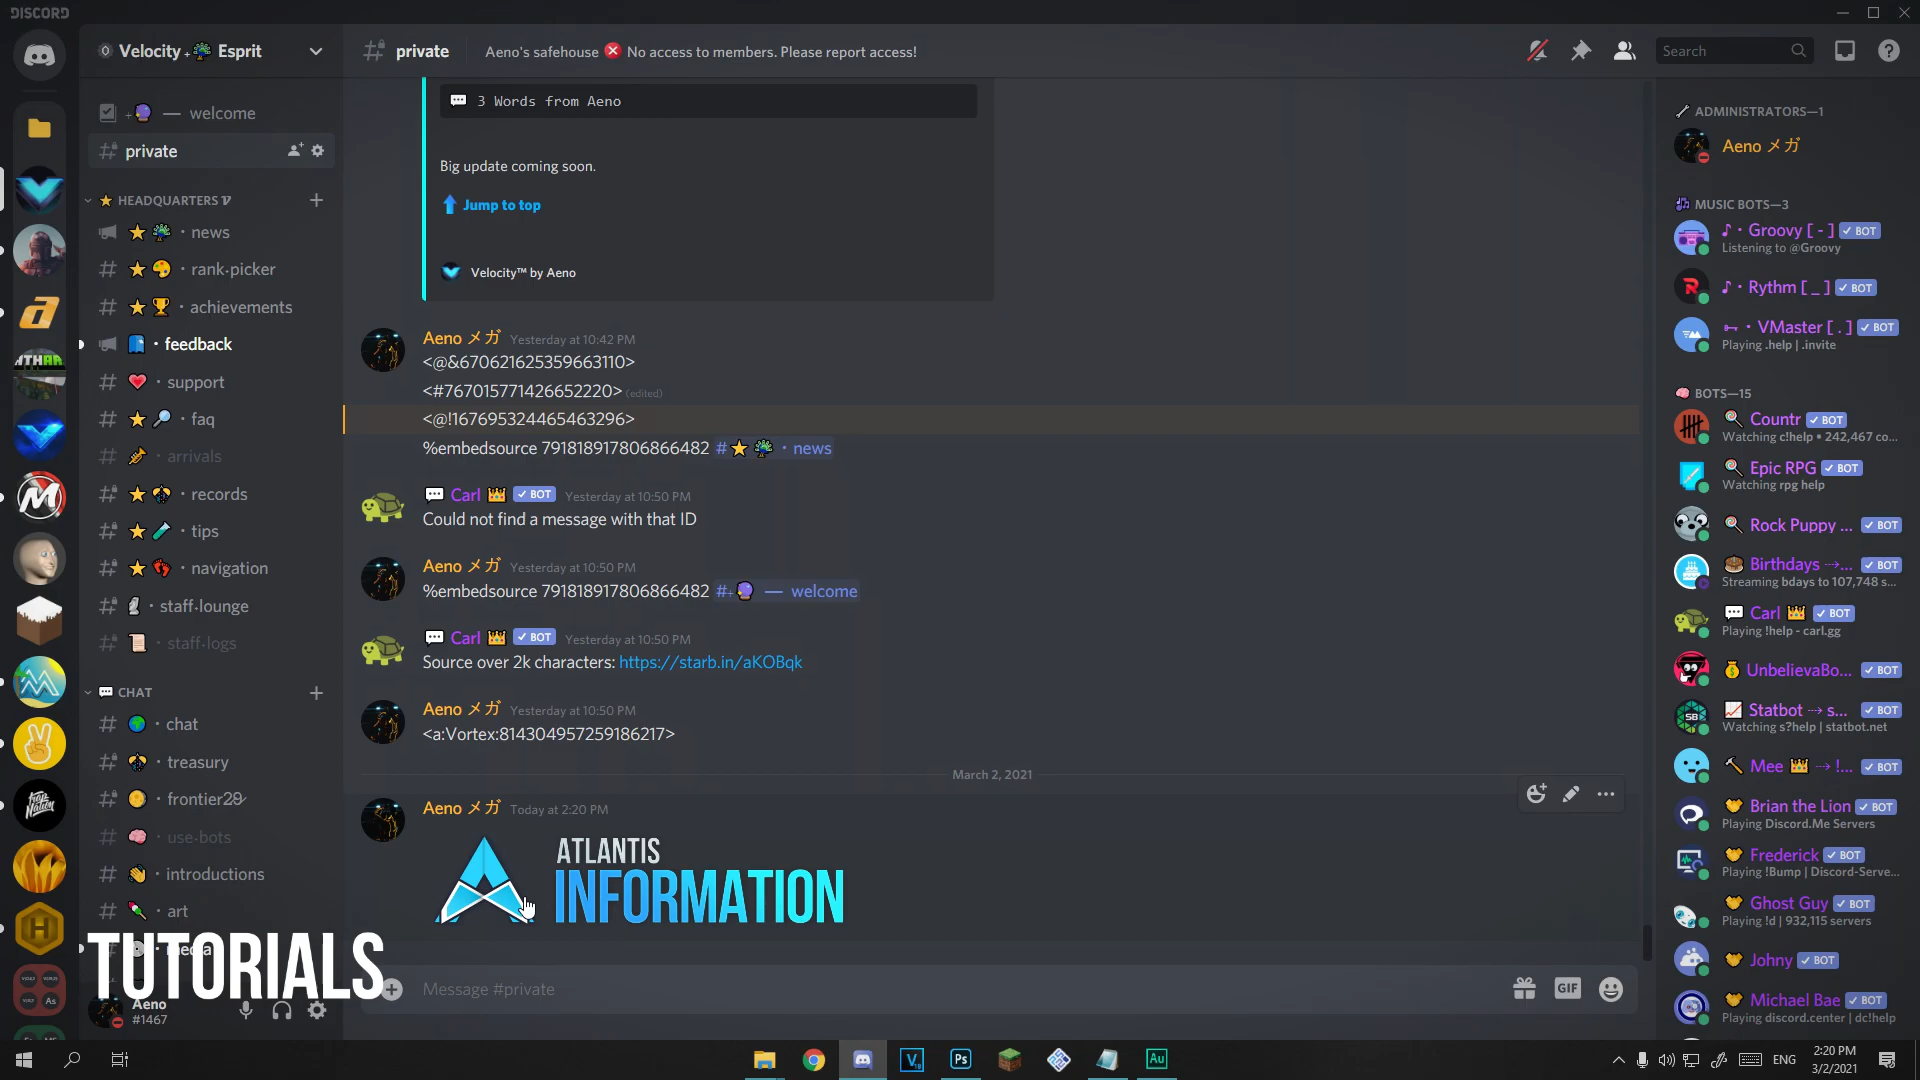 DISCORD
Velocity Esprit
welcome
private
HEADQUARTERS
news
rank·picker
achievements
feedback
support
faq
arrivals
records
tips
navigation
staff·lounge
staff·logs
CHAT
chat
treasury
frontier29
use·bots
introductions
art
media
TUTORIALS
Aeno
#1467
private
Aeno's safehouse ❌ No access to members. Please report access!
Search
3 Words from Aeno
Big update coming soon.
Jump to top
Velocity™ by Aeno
Aeno メガ Yesterday at 10:42 PM
<@&670621625359663110>
<#767015771426652220> (edited)
<@!167695324465463296>
%embedsource 791818917806866482 #⭐ · news
Carl BOT Yesterday at 10:50 PM
Could not find a message with that ID
Aeno メガ Yesterday at 10:50 PM
%embedsource 791818917806866482 # — welcome
Carl BOT Yesterday at 10:50 PM
Source over 2k characters: https://starb.in/aKOBqk
Aeno メガ Yesterday at 10:50 PM
<a:Vortex:814304957259186217>
March 2, 2021
Aeno メガ Today at 2:20 PM
ATLANTIS
INFORMATION
Message #private
GIF
ADMINISTRATORS—1
Aeno メガ
MUSIC BOTS—3
Groovy [ - ] BOT
Listening to @Groovy
Rythm [ _ ] BOT
VMaster [ . ] BOT
Playing .help | .invite
BOTS—15
Countr BOT
Watching c!help • 242,467 co...
Epic RPG BOT
Watching rpg help
Rock Puppy ... BOT
Birthdays ⤑... BOT
Streaming bdays to 107,748 s...
Carl BOT
Playing !help - carl.gg
UnbelievaBo... BOT
Statbot ⤑ s... BOT
Watching s?help | statbot.net
Mee ⤑ !... BOT
Brian the Lion BOT
Playing Discord.Me Servers
Frederick BOT
Playing !Bump | Discord-Serve...
Ghost Guy BOT
Playing !d | 932,115 servers
Johny BOT
Michael Bae BOT
Playing discord.center | dc!help
V
Ps
Au
ENG
2:20 PM
3/2/2021